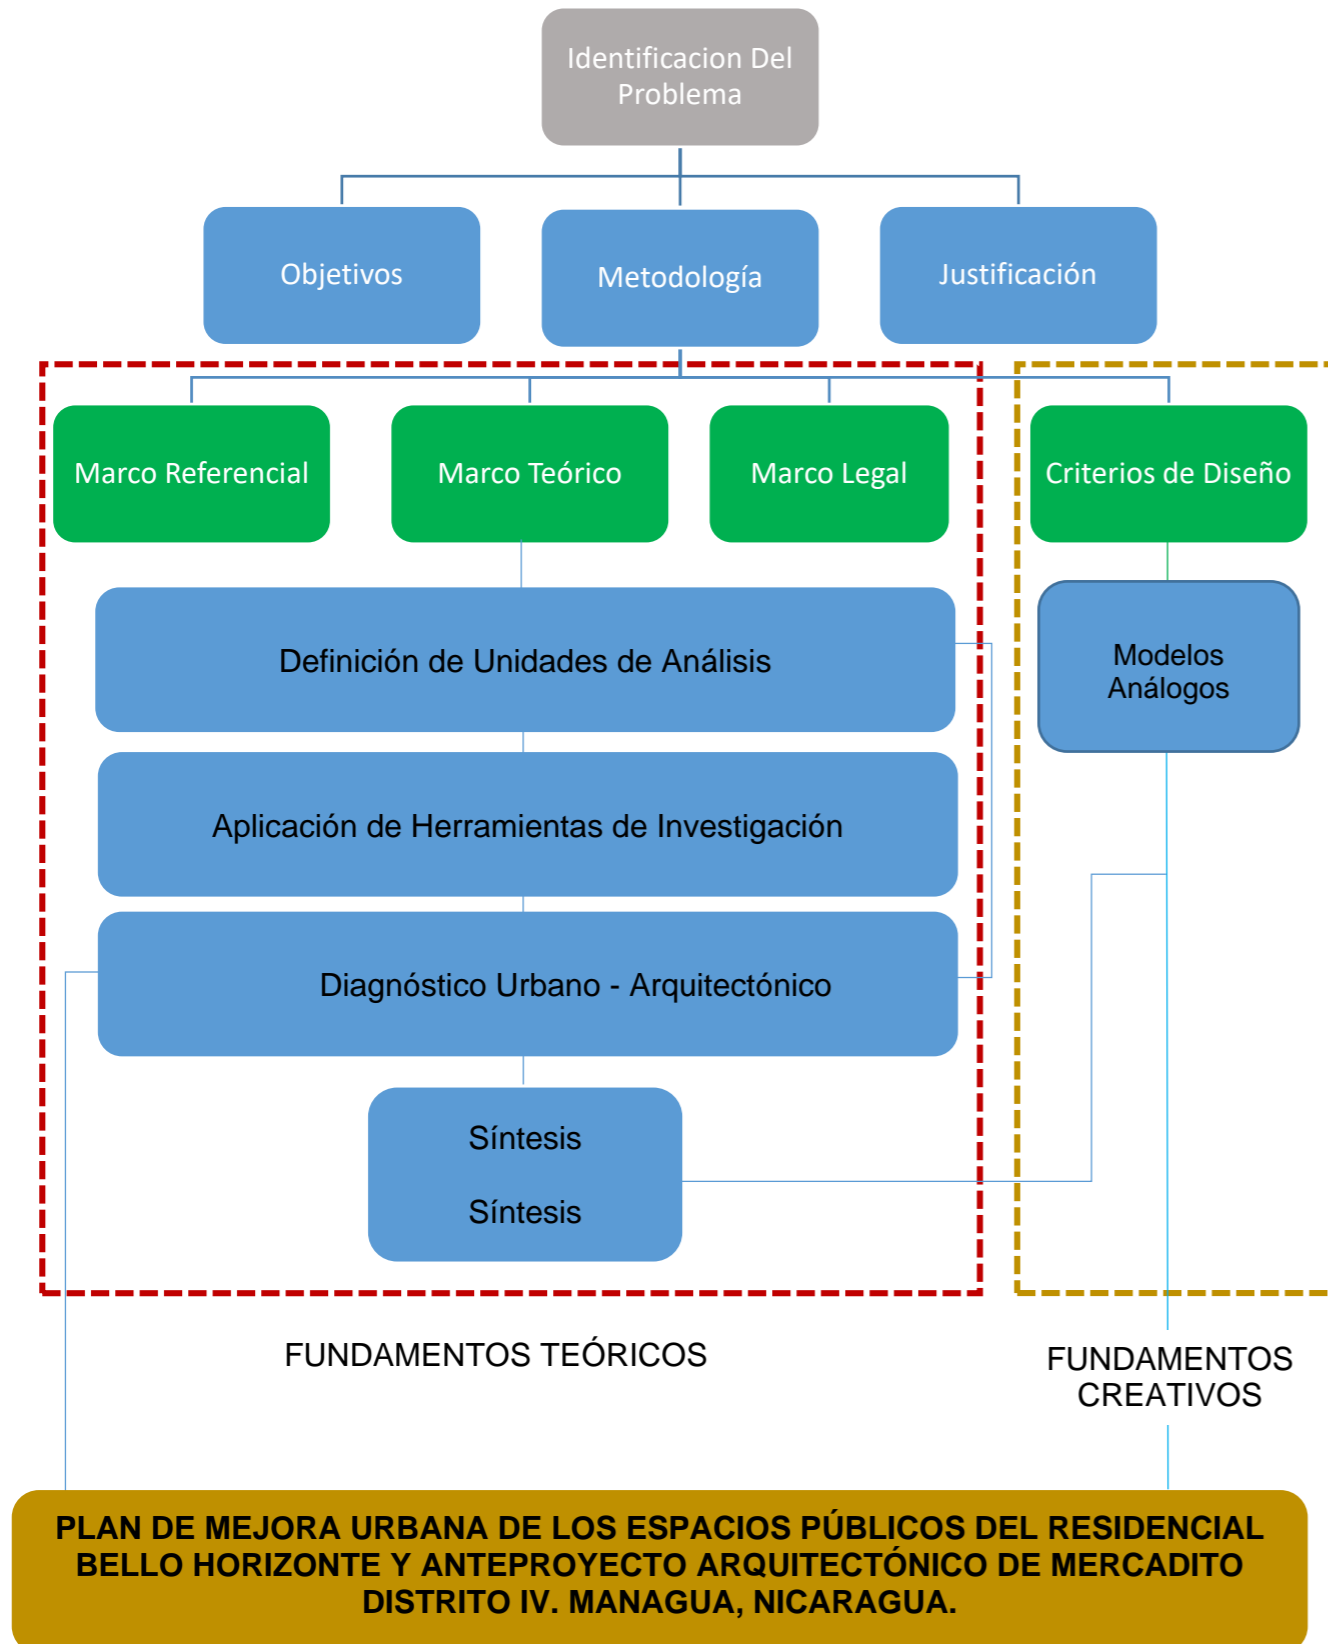 Identificacion Del
Problema
Objetivos
Metodología
Justificación
Marco Referencial
Marco Teórico
Marco Legal
Criterios de Diseño
Definición de Unidades de Análisis
Modelos
Análogos
Aplicación de Herramientas de Investigación
Diagnóstico Urbano - Arquitectónico
Síntesis
Síntesis
FUNDAMENTOS TEÓRICOS
FUNDAMENTOS
CREATIVOS
PLAN DE MEJORA URBANA DE LOS ESPACIOS PÚBLICOS DEL RESIDENCIAL
BELLO HORIZONTE Y ANTEPROYECTO ARQUITECTÓNICO DE MERCADITO
DISTRITO IV. MANAGUA, NICARAGUA.